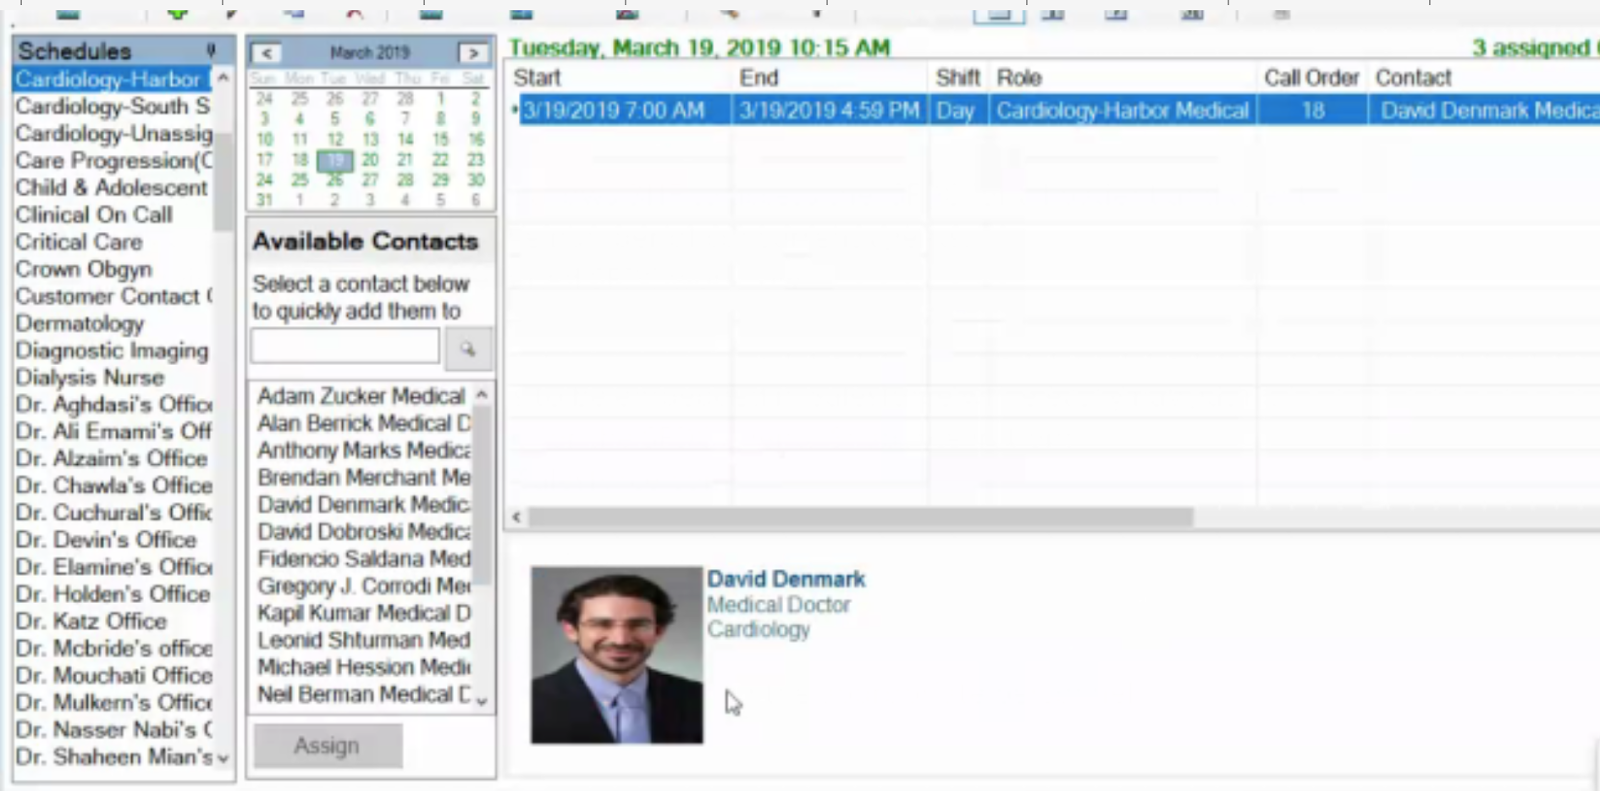 Schedules
Cardiology-Harbor
Cardiology-South S
Cardiology-Unassig
Care Progression(C
Child & Adolescent
Clinical On Call
Critical Care
Crown Obgyn
Customer Contact
Dermatology
Diagnostic Imaging
Dialysis Nurse
Dr. Aghdasi's Office
Dr. Ali Emami's Off
Dr. Alzaim's Office
Dr. Chawla's Office
Dr. Cuchural's Offic
Dr. Devin's Office
Dr. Elamine's Office
Dr. Holden's Office
Dr. Katz Office
Dr. Mcbride's office
Dr. Mouchati Office
Dr. Mulkern's Office
Dr. Nasser Nabi's
Dr. Shaheen Mian's
< March 2019 >
Sun Mon Tue Wed Thu Fri Sat
24 25 26 27 28 1 2
3 4 5 6 7 8 9
10 11 12 13 14 15 16
17 18 19 20 21 22 23
24 25 26 27 28 29 30
31 1 2 3 4 5 6
Available Contacts
Select a contact below
to quickly add them to
Adam Zucker Medical
Alan Berrick Medical D
Anthony Marks Medica
Brendan Merchant Me
David Denmark Medic
David Dobroski Medica
Fidencio Saldana Med
Gregory J. Corrodi Med
Kapil Kumar Medical D
Leonid Shturman Med
Michael Hession Medi
Neil Berman Medical D
Assign
Tuesday, March 19, 2019 10:15 AM 3 assigned
Start End Shift Role Call Order Contact
3/19/2019 7:00 AM 3/19/2019 4:59 PM Day Cardiology-Harbor Medical 18 David Denmark Medica
David Denmark
Medical Doctor
Cardiology